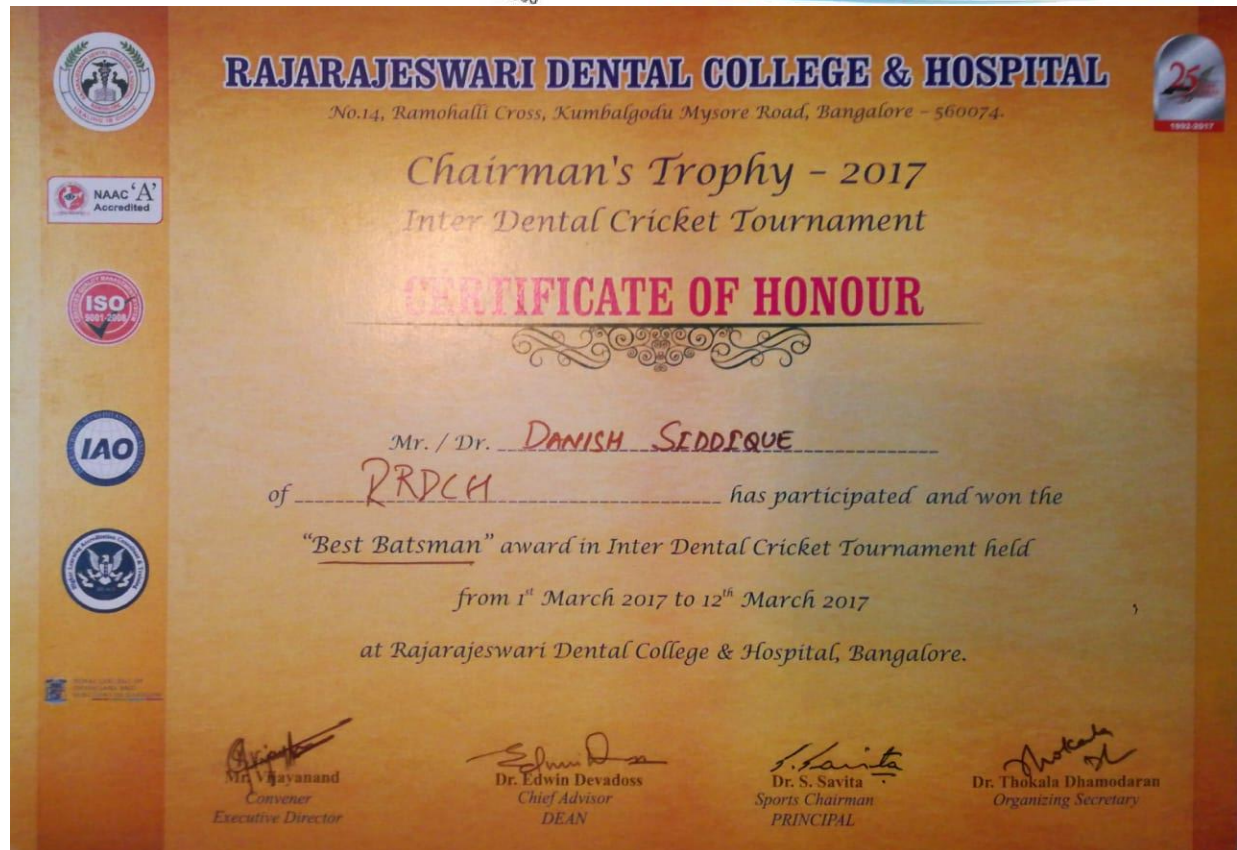 RAJARAJESWARI DENTAL COLLEGE & HOSPITAL
No.14, Ramohalli Cross, Kumbalgodu Mysore Road, Bangalore - 560074.
25
1992-2017
NAAC 'A'
Accredited
ISO
9001-2008
IAO
Chairman's Trophy - 2017
Inter Dental Cricket Tournament
CERTIFICATE OF HONOUR
Mr. / Dr. DANISH SIDDIQUE
of RRDCH has participated and won the
"Best Batsman" award in Inter Dental Cricket Tournament held
from 1st March 2017 to 12th March 2017
at Rajarajeswari Dental College & Hospital, Bangalore.
Mr. Vijayanand
Convener
Executive Director
Dr. Edwin Devadoss
Chief Advisor
DEAN
S. Savita
Dr. S. Savita
Sports Chairman
PRINCIPAL
Dr. Thokala Dhamodaran
Organizing Secretary